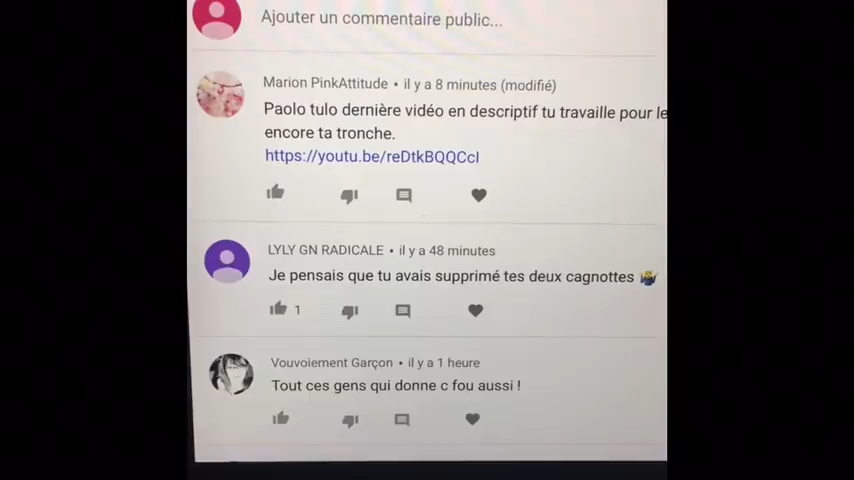 Ajouter un commentaire public...
Marion PinkAttitude • il y a 8 minutes (modifié)
Paolo tulo dernière vidéo en descriptif tu travaille pour le
encore ta tronche.
https://youtu.be/reDtkBQQCcI
LYLY GN RADICALE • il y a 48 minutes
Je pensais que tu avais supprimé tes deux cagnottes 🤷‍♂️
1
Vouvoiement Garçon • il y a 1 heure
Tout ces gens qui donne c fou aussi !